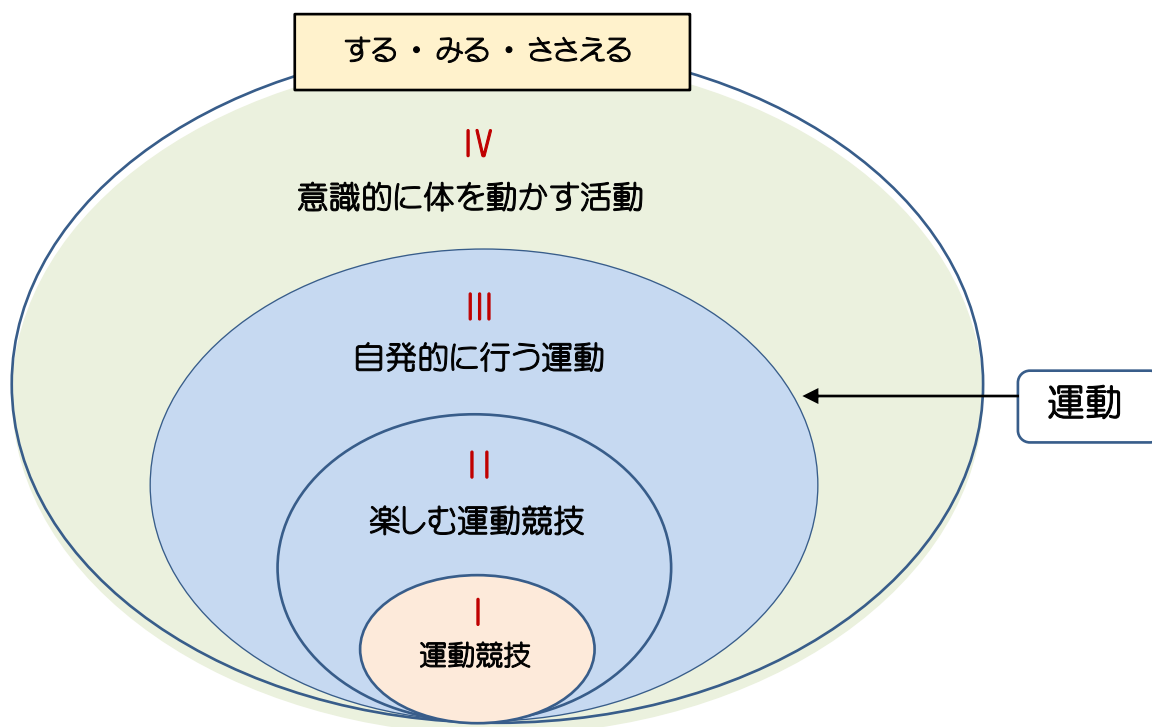 する・みる・ささえる
Ⅳ
意識的に体を動かす活動
Ⅲ
自発的に行う運動
運動
Ⅱ
楽しむ運動競技
Ⅰ
運動競技